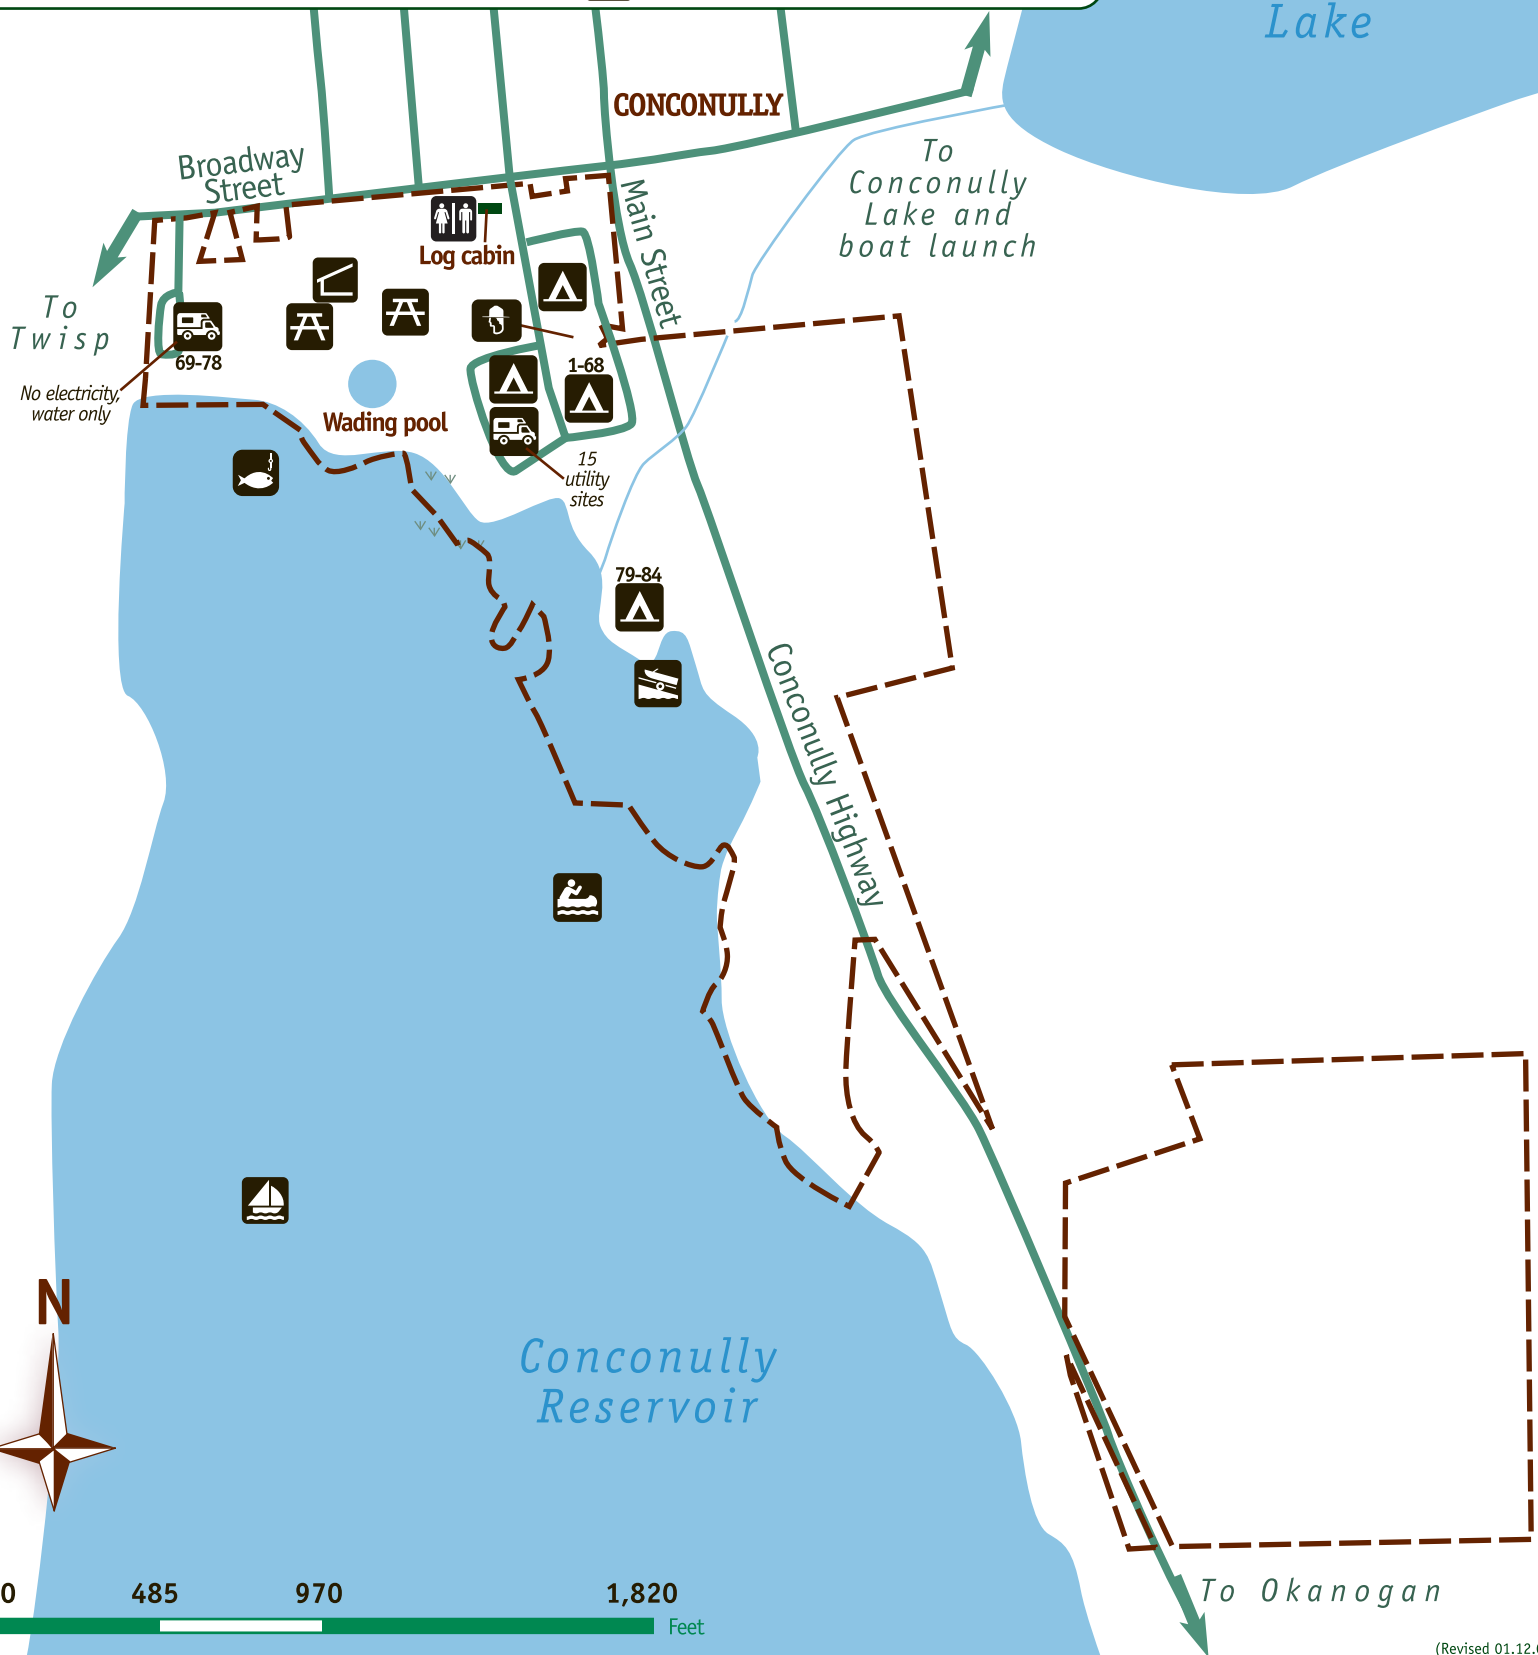 Lake
CONCONULLY
Broadway
Street
To
Conconully
Lake and
boat launch
Main Street
Log cabin
To
Twisp
69-78
No electricity,
water only
1-68
Wading pool
15
utility
sites
79-84
Conconully Highway
N
Conconully
Reservoir
0
485
970
1,820
Feet
To Okanogan
(Revised 01.12.